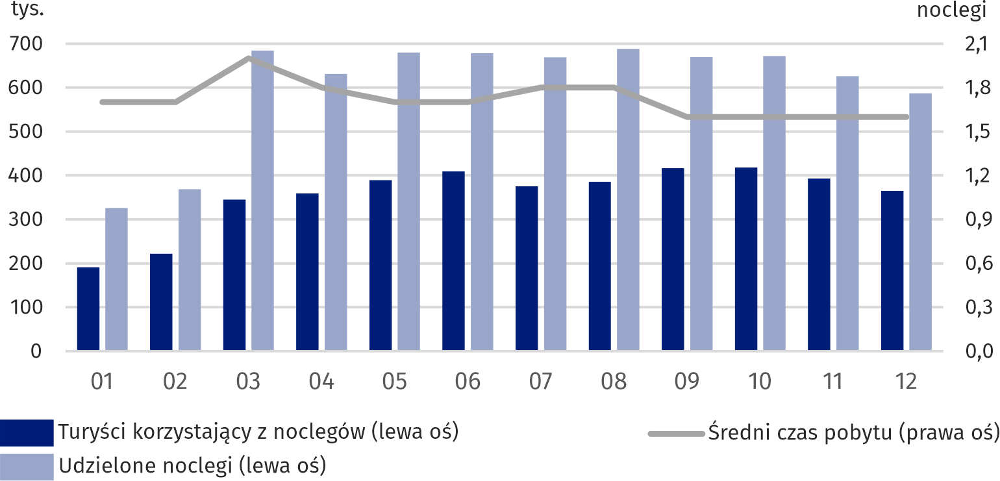 tys. noclegi
700 2,1
600 1,8
500 1,5
400 1,2
300 0,9
200 0,6
100 0,3
0 0,0
01 02 03 04 05 06 07 08 09 10 11 12
Turyści korzystający z noclegów (lewa oś) Średni czas pobytu (prawa oś)
Udzielone noclegi (lewa oś)